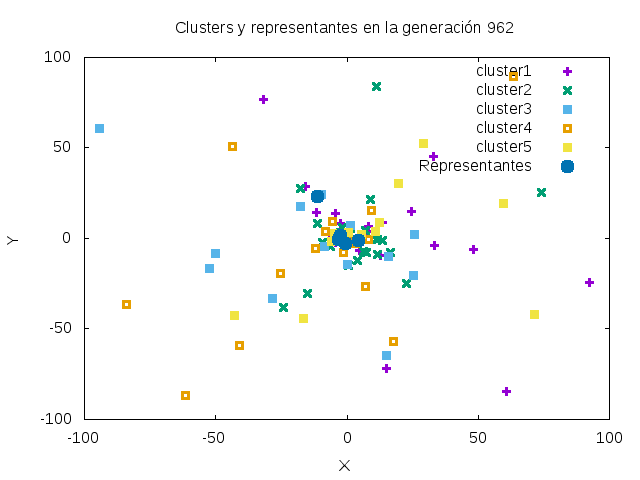 Clusters y representantes en la generación 962
cluster1
cluster2
cluster3
cluster4
cluster5
Representantes
100
50
0
-50
-100
Y
-100
-50
0
50
100
X